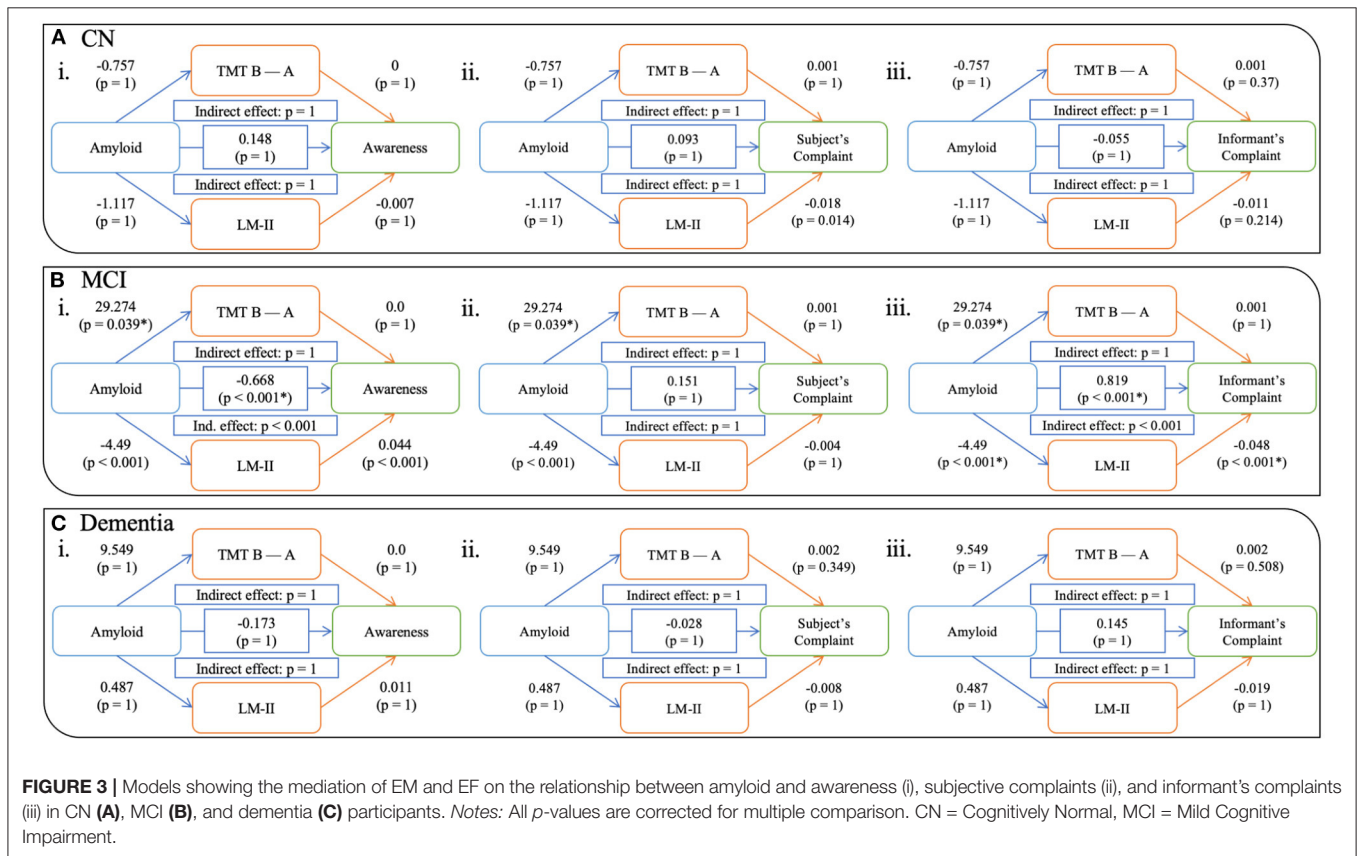 A CN
i.
-0.757
(p = 1)
TMT B — A
0
(p = 1)
Indirect effect: p = 1
Amyloid
0.148
(p = 1)
Awareness
Indirect effect: p = 1
-1.117
(p = 1)
LM-II
-0.007
(p = 1)
ii.
-0.757
(p = 1)
TMT B — A
0.001
(p = 1)
Indirect effect: p = 1
Amyloid
0.093
(p = 1)
Subject's
Complaint
Indirect effect: p = 1
-1.117
(p = 1)
LM-II
-0.018
(p = 0.014)
iii.
-0.757
(p = 1)
TMT B — A
0.001
(p = 0.37)
Indirect effect: p = 1
Amyloid
-0.055
(p = 1)
Informant's
Complaint
Indirect effect: p = 1
-1.117
(p = 1)
LM-II
-0.011
(p = 0.214)
B MCI
i.
29.274
(p = 0.039*)
TMT B — A
0.0
(p = 1)
Indirect effect: p = 1
Amyloid
-0.668
(p < 0.001*)
Awareness
Ind. effect: p < 0.001
-4.49
(p < 0.001)
LM-II
0.044
(p < 0.001)
ii.
29.274
(p = 0.039*)
TMT B — A
0.001
(p = 1)
Indirect effect: p = 1
Amyloid
0.151
(p = 1)
Subject's
Complaint
Indirect effect: p = 1
-4.49
(p < 0.001)
LM-II
-0.004
(p = 1)
iii.
29.274
(p = 0.039*)
TMT B — A
0.001
(p = 1)
Indirect effect: p = 1
Amyloid
0.819
(p < 0.001*)
Informant's
Complaint
Indirect effect: p < 0.001
-4.49
(p < 0.001*)
LM-II
-0.048
(p < 0.001*)
C Dementia
i.
9.549
(p = 1)
TMT B — A
0.0
(p = 1)
Indirect effect: p = 1
Amyloid
-0.173
(p = 1)
Awareness
Indirect effect: p = 1
0.487
(p = 1)
LM-II
0.011
(p = 1)
ii.
9.549
(p = 1)
TMT B — A
0.002
(p = 0.349)
Indirect effect: p = 1
Amyloid
-0.028
(p = 1)
Subject's
Complaint
Indirect effect: p = 1
0.487
(p = 1)
LM-II
-0.008
(p = 1)
iii.
9.549
(p = 1)
TMT B — A
0.002
(p = 0.508)
Indirect effect: p = 1
Amyloid
0.145
(p = 1)
Informant's
Complaint
Indirect effect: p = 1
0.487
(p = 1)
LM-II
-0.019
(p = 1)
FIGURE 3 | Models showing the mediation of EM and EF on the relationship between amyloid and awareness (i), subjective complaints (ii), and informant's complaints
(iii) in CN (A), MCI (B), and dementia (C) participants. Notes: All p-values are corrected for multiple comparison. CN = Cognitively Normal, MCI = Mild Cognitive
Impairment.